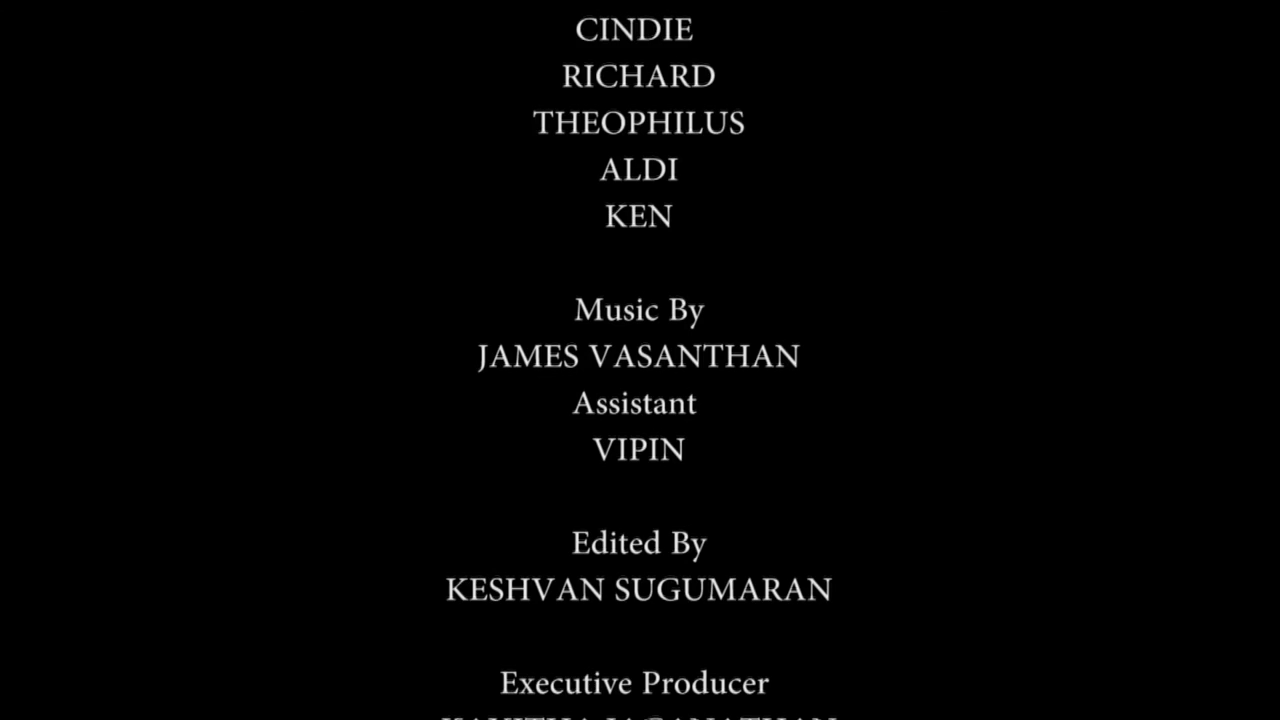 CINDIE
RICHARD
THEOPHILUS
ALDI
KEN
Music By
JAMES VASANTHAN
Assistant
VIPIN
Edited By
KESHVAN SUGUMARAN
Executive Producer